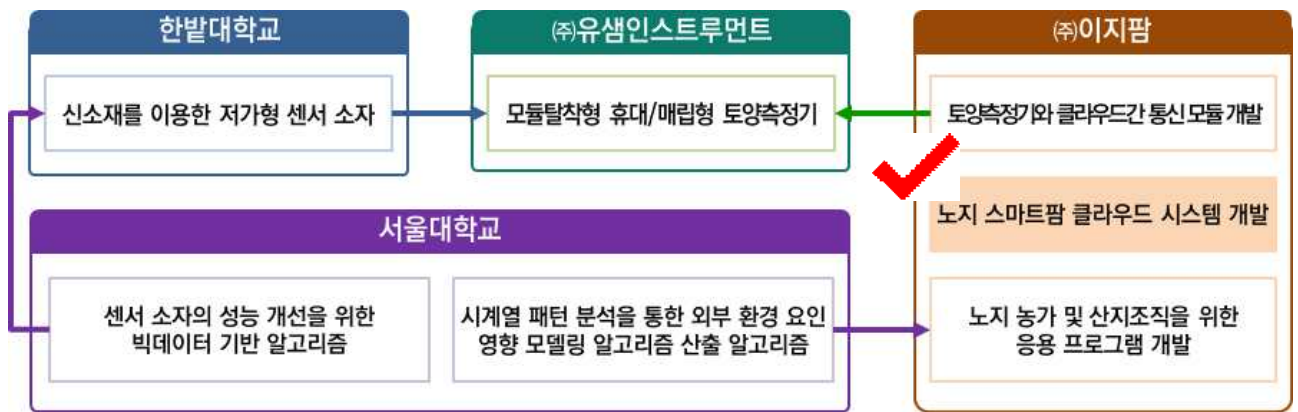 한밭대학교
신소재를 이용한 저가형 센서 소자
㈜유샘인스트루먼트
모듈탈착형 휴대/매립형 토양측정기
㈜이지팜
토양측정기와 클라우드간 통신 모듈 개발
노지 스마트팜 클라우드 시스템 개발
노지 농가 및 산지조직을 위한
응용 프로그램 개발
서울대학교
센서 소자의 성능 개선을 위한
빅데이터 기반 알고리즘
시계열 패턴 분석을 통한 외부 환경 요인
영향 모델링 알고리즘 산출 알고리즘